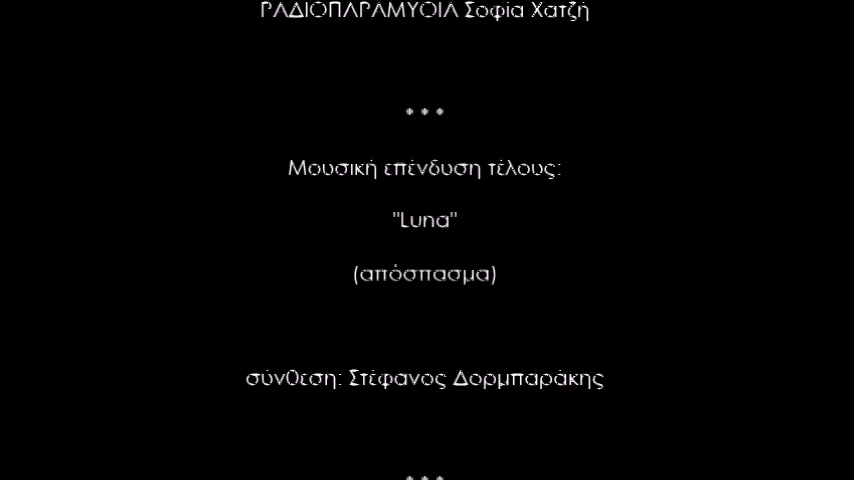 ΡΑΔΙΟΠΑΡΑΜΥΘΙΑ Σοφία Χατζή
* * *
Μουσική επένδυση τέλους:
"Luna"
(απόσπασμα)
σύνθεση: Στέφανος Δορμπαράκης
* * *